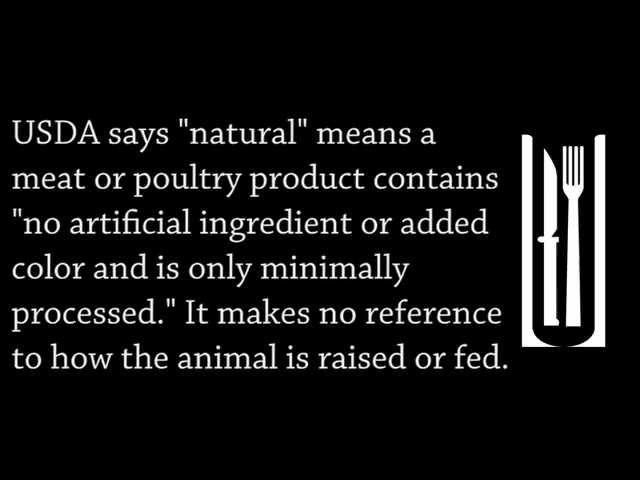 USDA says "natural" means a
meat or poultry product contains
"no artificial ingredient or added
color and is only minimally
processed." It makes no reference
to how the animal is raised or fed.